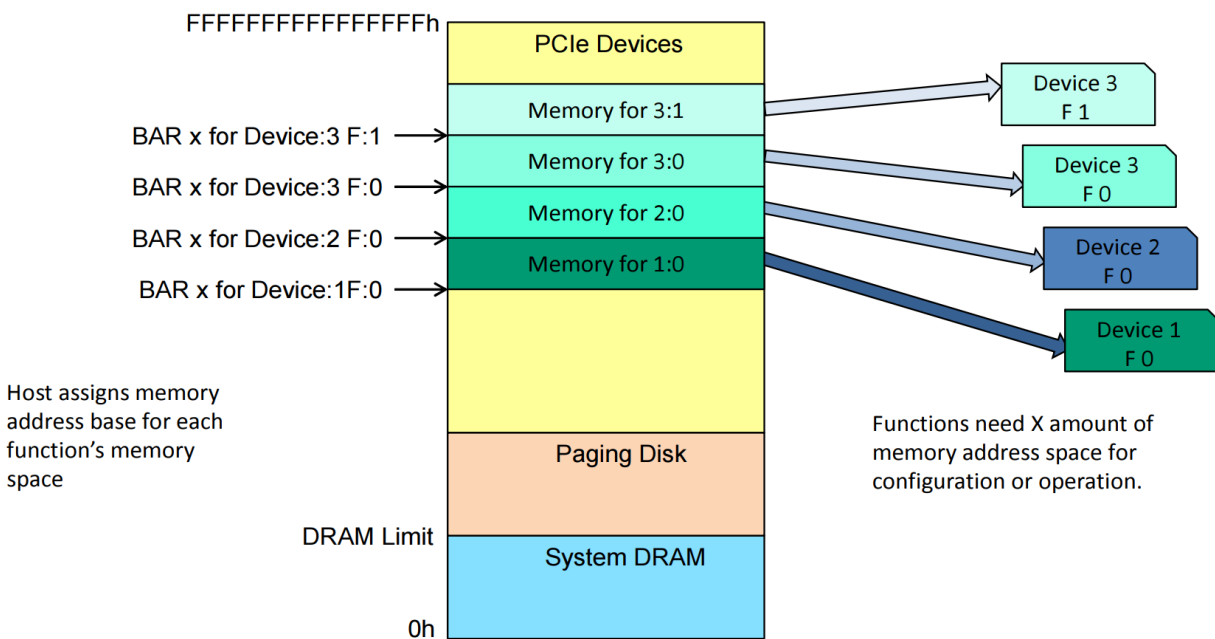 FFFFFFFFFFFFFFFFh
PCIe Devices
Memory for 3:1
BAR x for Device:3 F:1
Memory for 3:0
BAR x for Device:3 F:0
Memory for 2:0
BAR x for Device:2 F:0
Memory for 1:0
BAR x for Device:1F:0
Device 3
F 1
Device 3
F 0
Device 2
F 0
Device 1
F 0
Host assigns memory
address base for each
function’s memory
space
Functions need X amount of
memory address space for
configuration or operation.
Paging Disk
DRAM Limit
System DRAM
0h